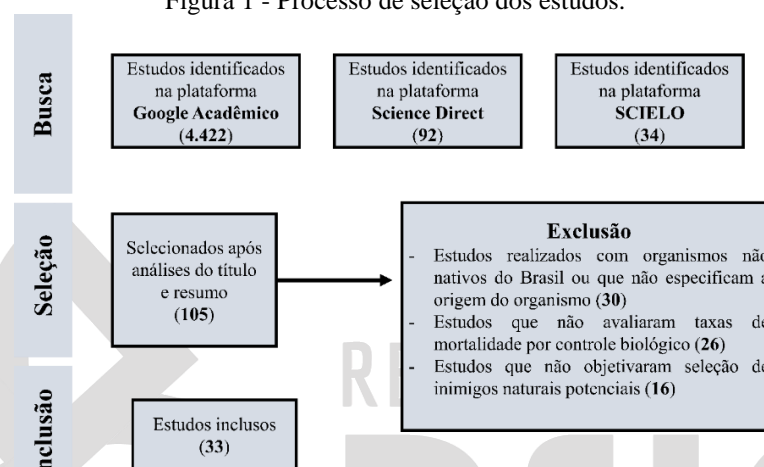 Figura 1 - Processo de seleção dos estudos.
Busca
Estudos identificados
na plataforma
Google Acadêmico
(4.422)
Estudos identificados
na plataforma
Science Direct
(92)
Estudos identificados
na plataforma
SCIELO
(34)
Seleção
Selecionados após
análises do título
e resumo
(105)
Exclusão
- Estudos realizados com organismos não
nativos do Brasil ou que não especificam a
origem do organismo (30)
- Estudos que não avaliaram taxas de
mortalidade por controle biológico (26)
- Estudos que não objetivaram seleção de
inimigos naturais potenciais (16)
nclusão
Estudos inclusos
(33)